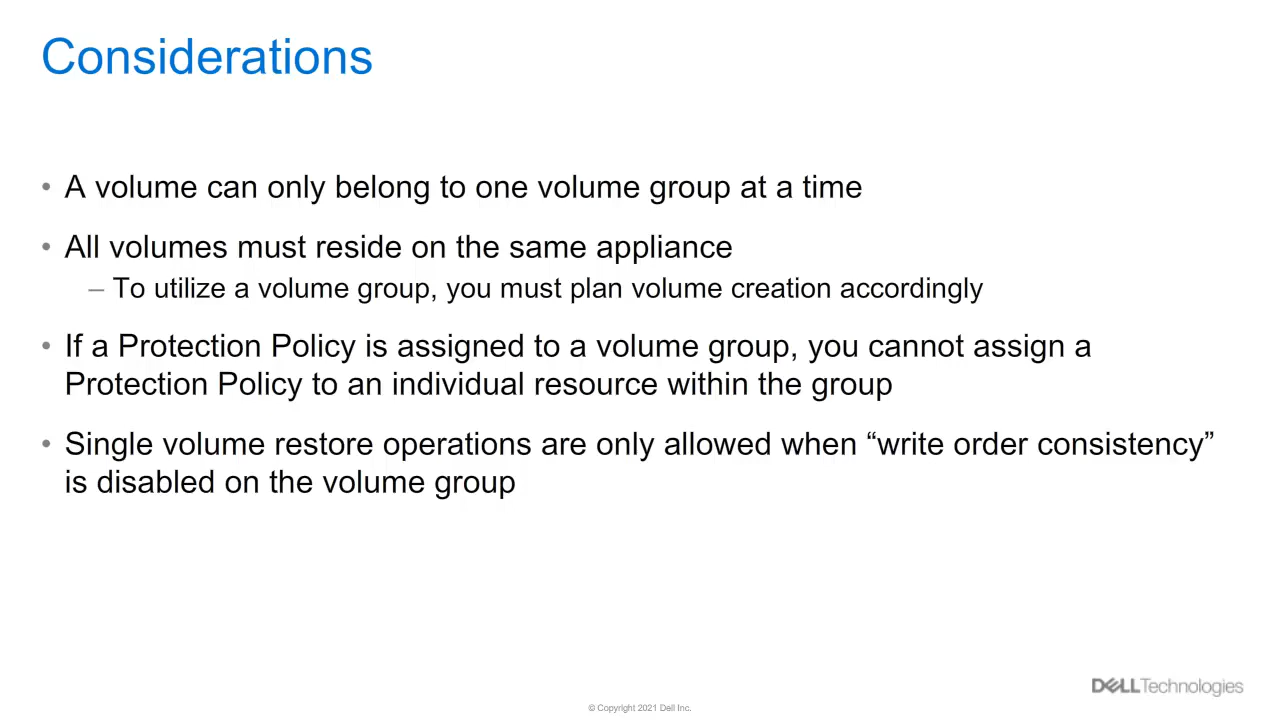 Considerations
• A volume can only belong to one volume group at a time
• All volumes must reside on the same appliance
– To utilize a volume group, you must plan volume creation accordingly
• If a Protection Policy is assigned to a volume group, you cannot assign a
Protection Policy to an individual resource within the group
• Single volume restore operations are only allowed when “write order consistency”
is disabled on the volume group
DELLTechnologies
© Copyright 2021 Dell Inc.